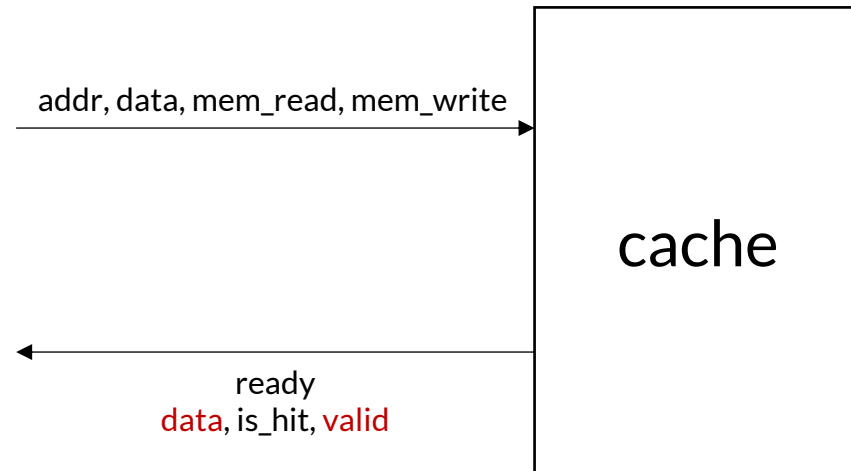 addr, data, mem_read, mem_write
cache
ready
data, is_hit, valid